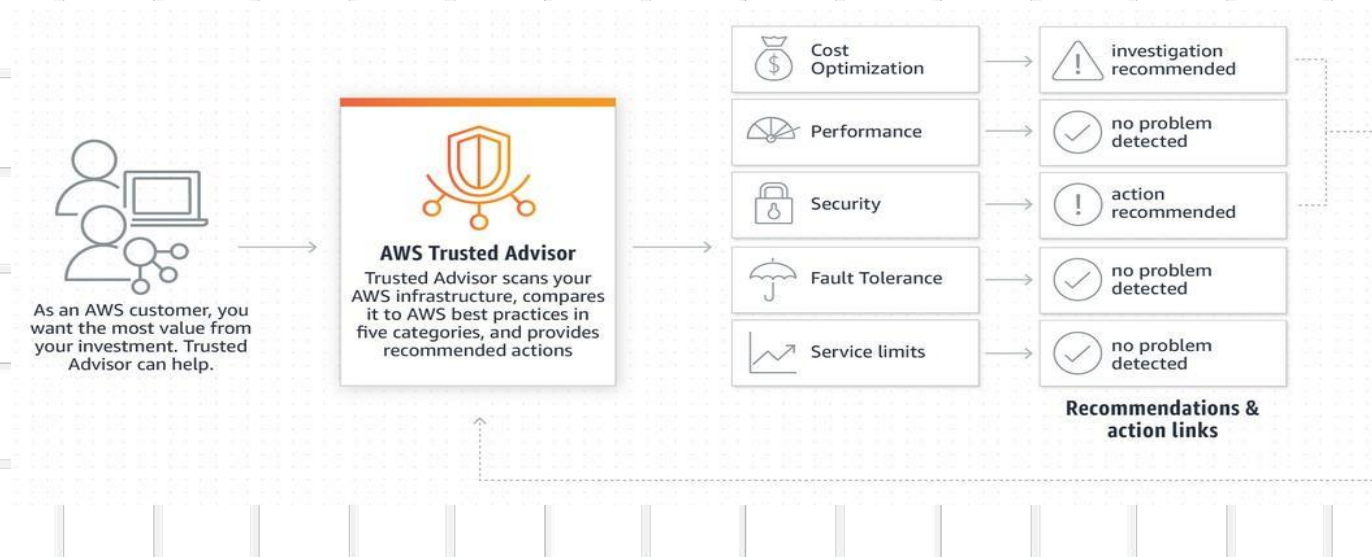 As an AWS customer, you
want the most value from
your investment. Trusted
Advisor can help.
AWS Trusted Advisor
Trusted Advisor scans your
AWS infrastructure, compares
it to AWS best practices in
five categories, and provides
recommended actions
Cost
Optimization
investigation
recommended
Performance
no problem
detected
Security
action
recommended
Fault Tolerance
no problem
detected
Service limits
no problem
detected
Recommendations &
action links